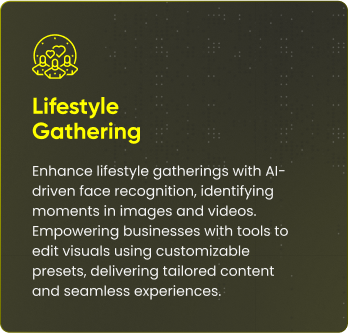 Lifestyle
Gathering
Enhance lifestyle gatherings with AI-
driven face recognition, identifying
moments in images and videos.
Empowering businesses with tools to
edit visuals using customizable
presets, delivering tailored content
and seamless experiences.